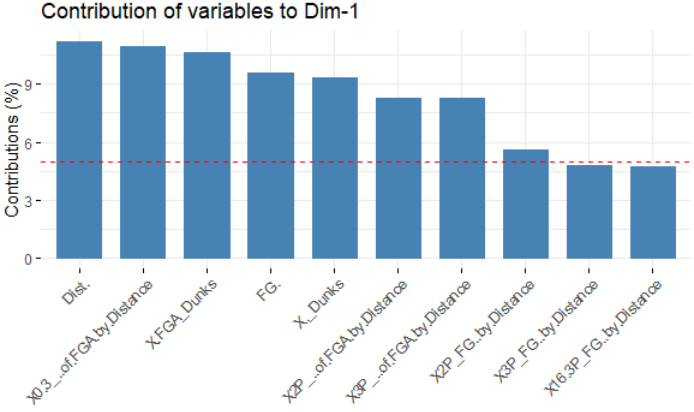 Contribution of variables to Dim-1
Contributions (%)
9
6
3
0
Dist.
X0.3_..of.FGA.by.Distance
X.FGA_Dunks
FG.
X._Dunks
X2P_..of.FGA.by.Distance
X3P_..of.FGA.by.Distance
X2P_FG..by.Distance
X3P_FG..by.Distance
X16.3P_FG..by.Distance